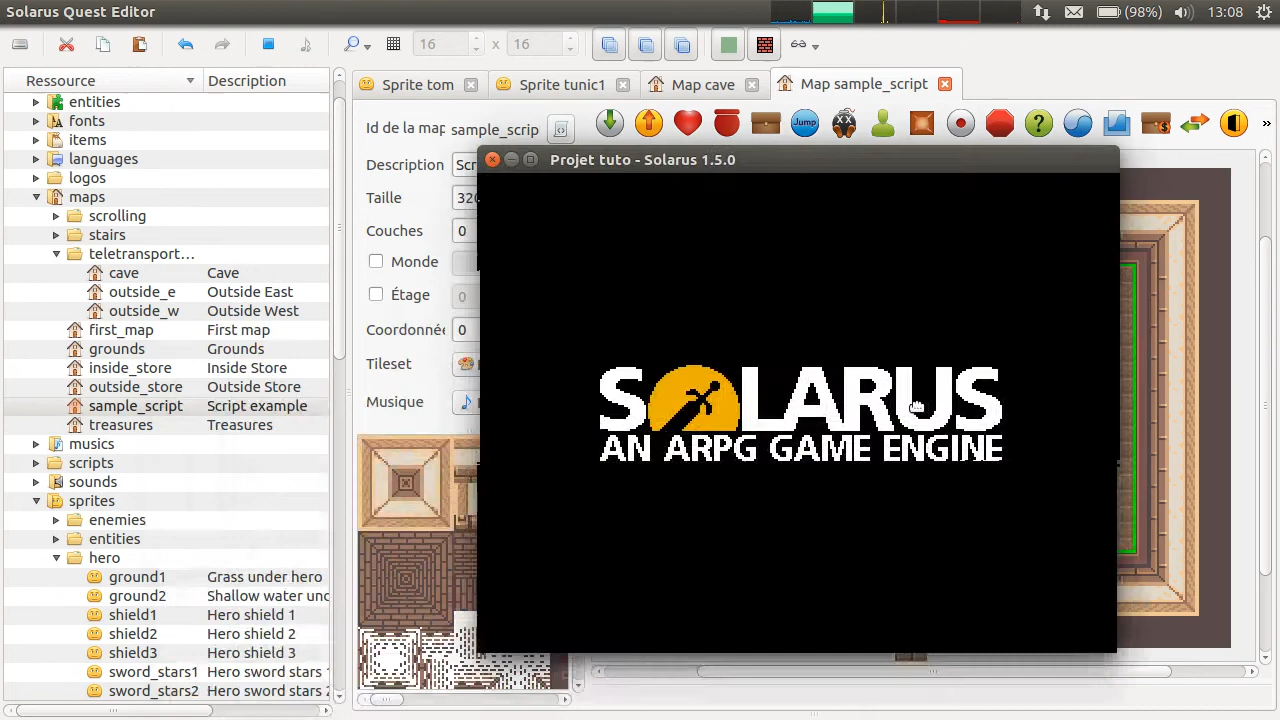 Solarus Quest Editor
(98%)
13:08
16 x 16
Ressource Description
entities
fonts
items
languages
logos
maps
scrolling
stairs
teletransport...
cave Cave
outside_e Outside East
outside_w Outside West
first_map First map
grounds Grounds
inside_store Inside Store
outside_store Outside Store
sample_script Script example
treasures Treasures
musics
scripts
sounds
sprites
enemies
entities
hero
ground1 Grass under hero
ground2 Shallow water und
shield1 Hero shield 1
shield2 Hero shield 2
shield3 Hero shield 3
sword_stars1 Hero sword stars 1
sword_stars2 Hero sword stars 2
Sprite tom
Sprite tunic1
Map cave
Map sample_script
Jump
»
Id de la map sample_scrip
Description Scr
Taille 320
Couches 0
Monde
Étage 0
Coordonnée 0
Tileset
Musique
Projet tuto - Solarus 1.5.0
SOLARUS
AN ARPG GAME ENGINE